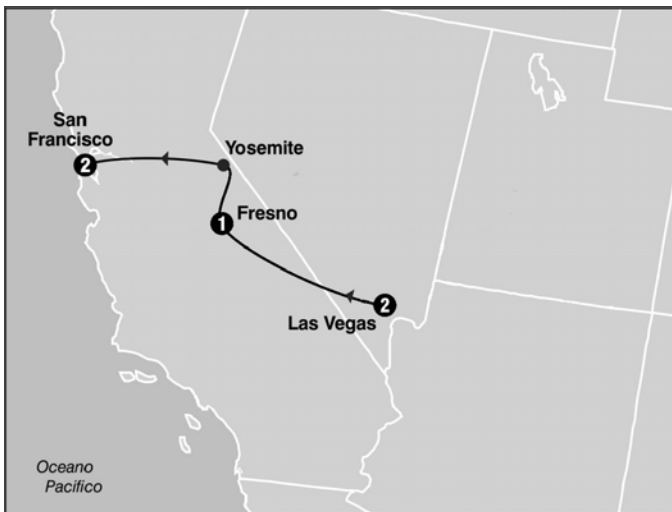 San
Francisco
2
Yosemite
1
Fresno
2
Las Vegas
Oceano
Pacifico